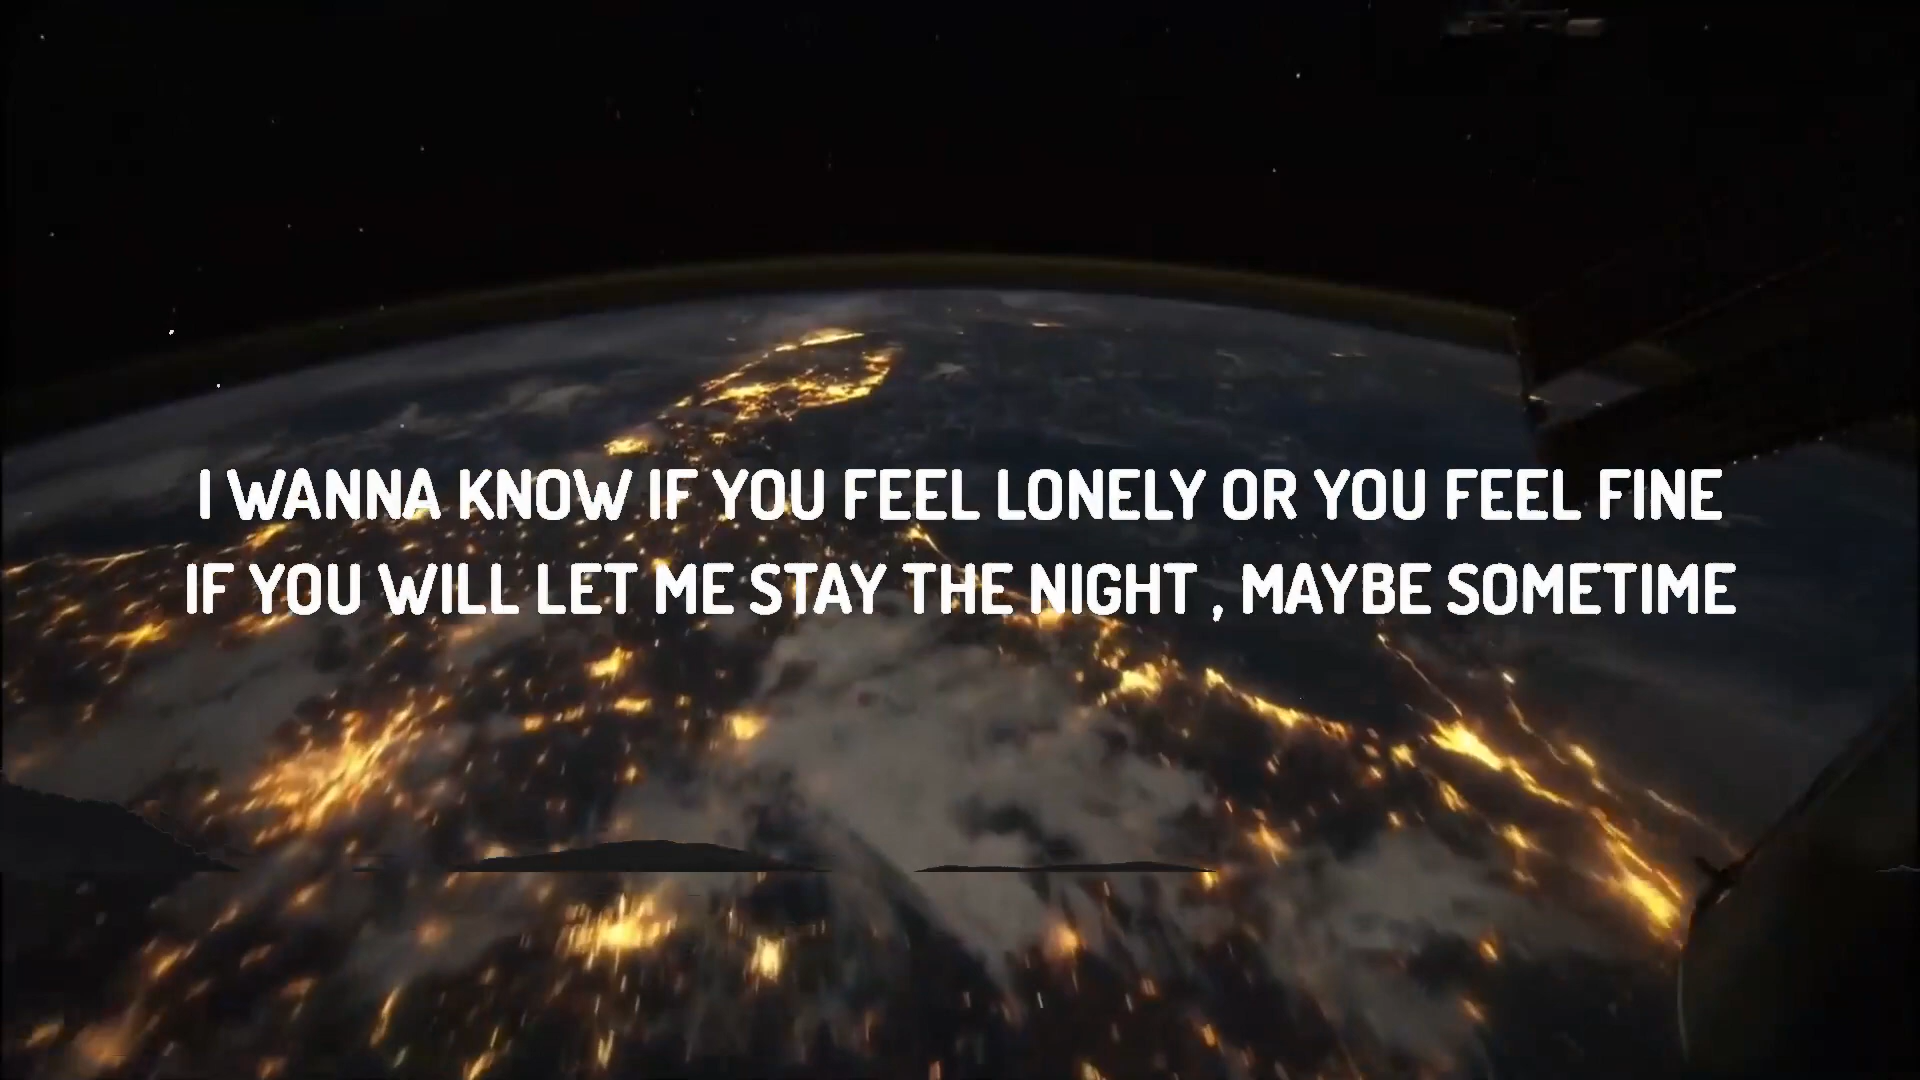 I WANNA KNOW IF YOU FEEL LONELY OR YOU FEEL FINE
IF YOU WILL LET ME STAY THE NIGHT , MAYBE SOMETIME